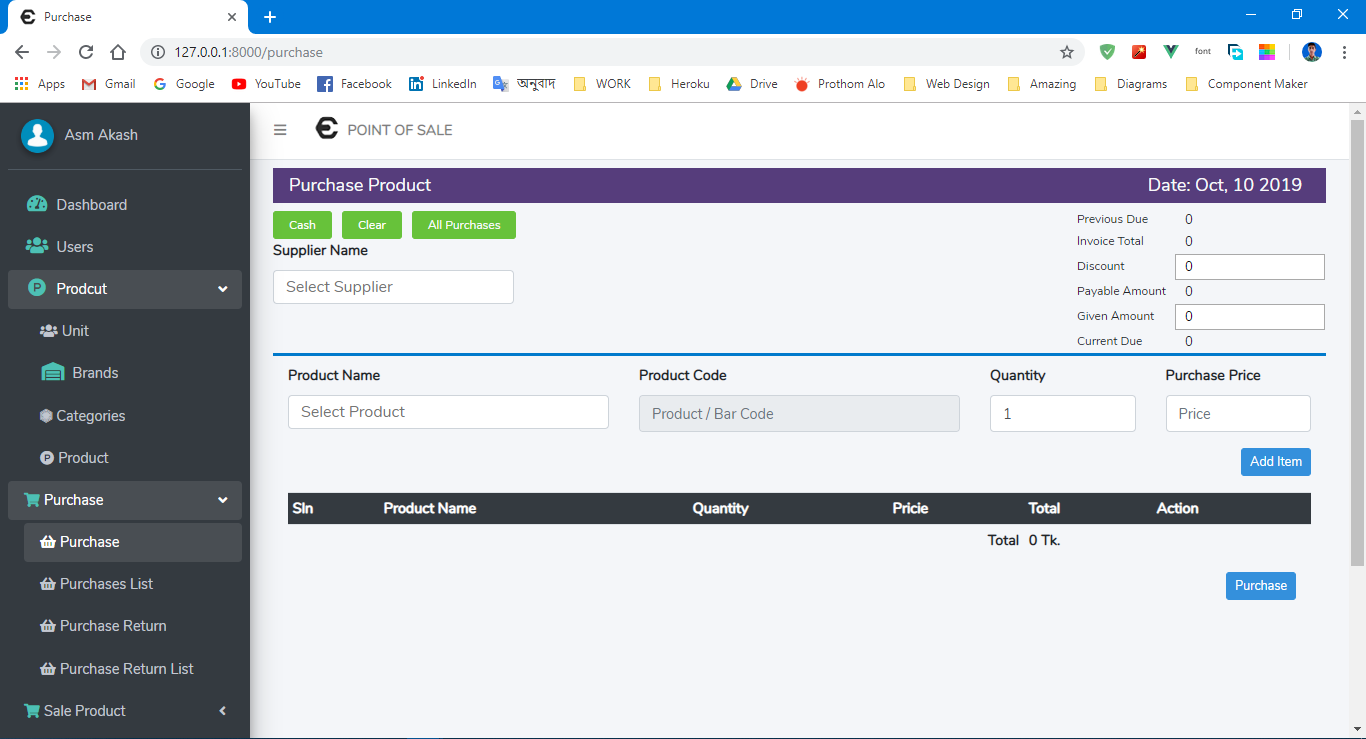 Purchase
127.0.0.1:8000/purchase
font
Apps Gmail Google YouTube Facebook LinkedIn অনুবাদ WORK Heroku Drive Prothom Alo Web Design Amazing Diagrams Component Maker
Asm Akash
Dashboard
Users
Prodcut
Unit
Brands
Categories
Product
Purchase
Purchase
Purchases List
Purchase Return
Purchase Return List
Sale Product
POINT OF SALE
Purchase Product Date: Oct, 10 2019
Cash Clear All Purchases
Supplier Name
Select Supplier
Previous Due 0
Invoice Total 0
Discount 0
Payable Amount 0
Given Amount 0
Current Due 0
Product Name Product Code Quantity Purchase Price
Select Product Product / Bar Code 1 Price
Add Item
Sln Product Name Quantity Pricie Total Action
Total 0 Tk.
Purchase